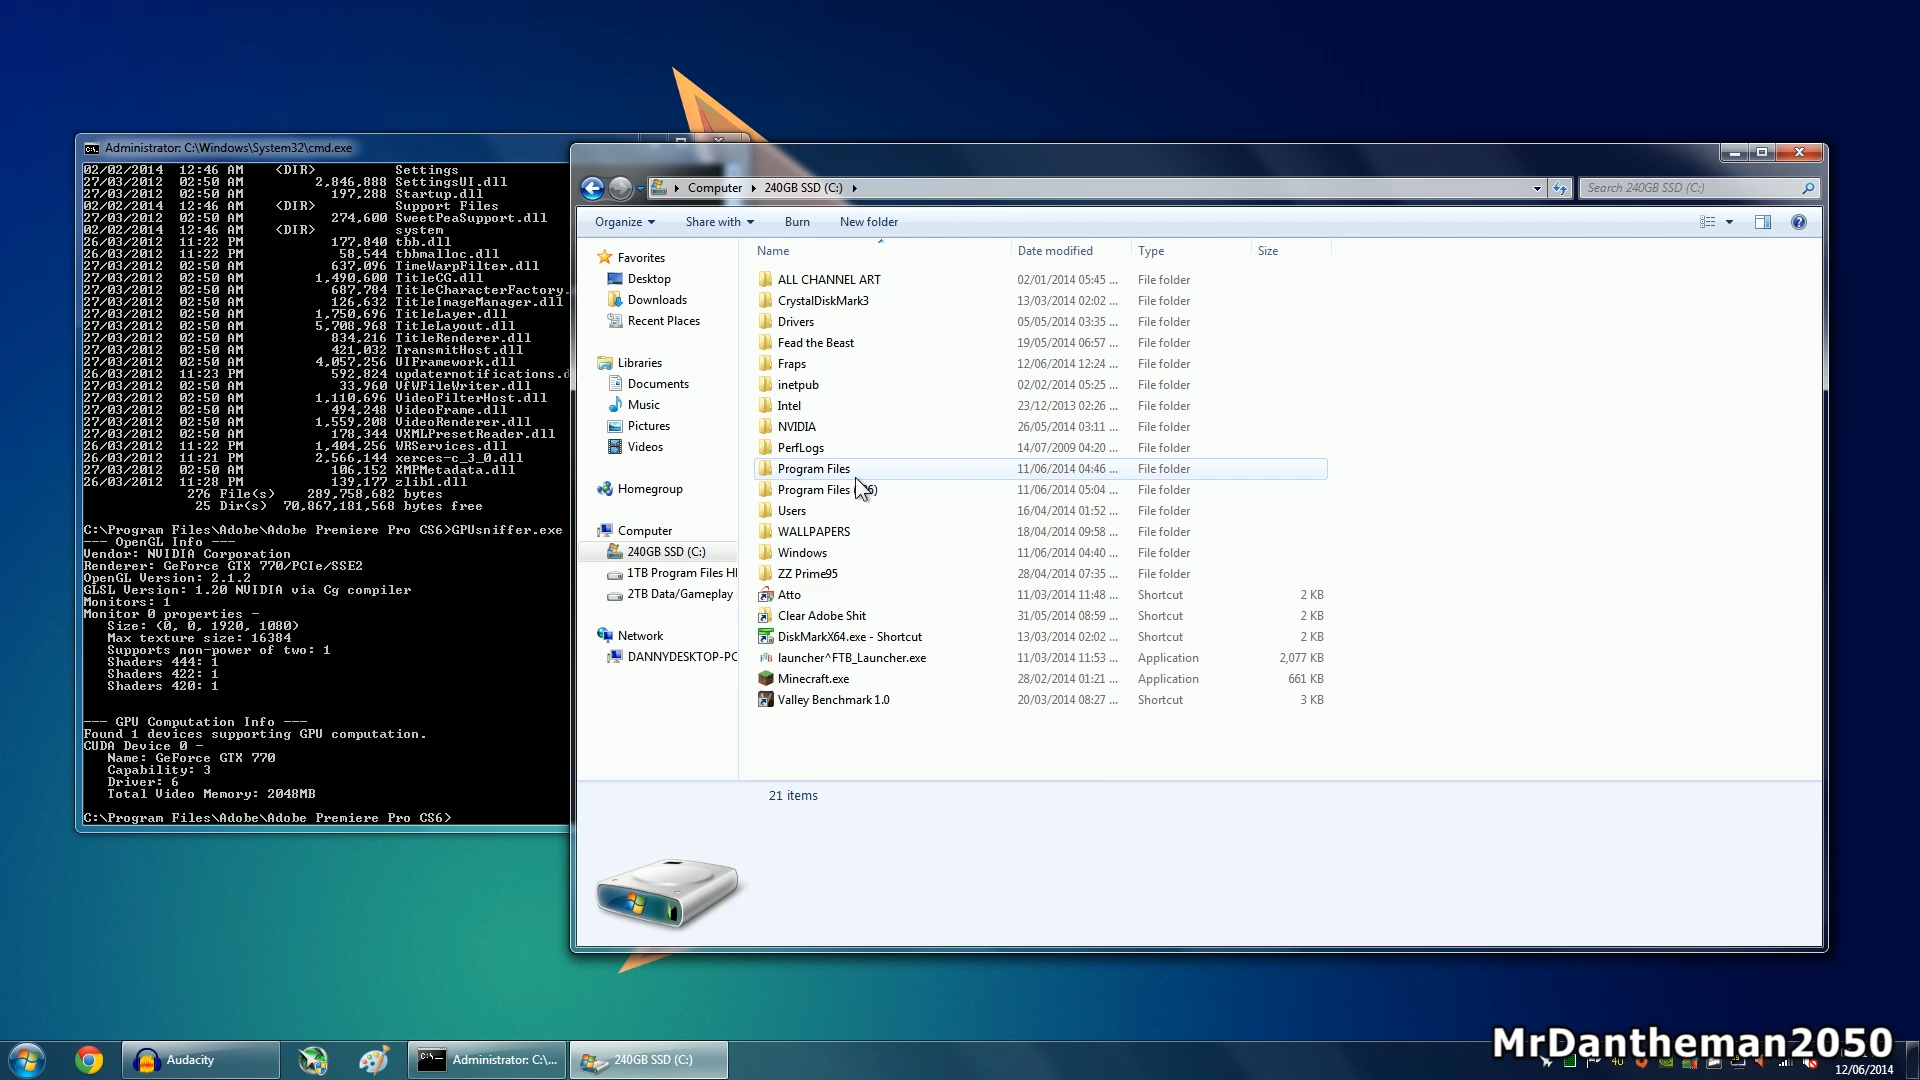 Administrator: C:\Windows\System32\cmd.exe
02/02/2014 12:46 AM <DIR> Settings
27/03/2012 02:50 AM 2,846,888 SettingsUI.dll
27/03/2012 02:50 AM 197,288 Startup.dll
02/02/2014 12:46 AM <DIR> Support Files
27/03/2012 02:50 AM 274,600 SweetPeaSupport.dll
02/02/2014 12:46 AM <DIR> system
26/03/2012 11:22 PM 177,840 tbb.dll
26/03/2012 11:22 PM 58,544 tbbmalloc.dll
27/03/2012 02:50 AM 637,096 TimeWarpFilter.dll
27/03/2012 02:50 AM 1,490,600 TitleCG.dll
27/03/2012 02:50 AM 687,784 TitleCharacterFactory.
27/03/2012 02:50 AM 126,632 TitleImageManager.dll
27/03/2012 02:50 AM 1,750,696 TitleLayer.dll
27/03/2012 02:50 AM 5,708,968 TitleLayout.dll
27/03/2012 02:50 AM 834,216 TitleRenderer.dll
27/03/2012 02:50 AM 421,032 TransmitHost.dll
27/03/2012 02:50 AM 4,057,256 UIFramework.dll
26/03/2012 11:23 PM 592,824 updaternotifications.d
27/03/2012 02:50 AM 33,960 VfWFileWriter.dll
27/03/2012 02:50 AM 1,110,696 VideoFilterHost.dll
27/03/2012 02:50 AM 494,248 VideoFrame.dll
27/03/2012 02:50 AM 1,559,208 VideoRenderer.dll
27/03/2012 02:50 AM 178,344 VXMLPresetReader.dll
26/03/2012 11:22 PM 1,404,256 WRServices.dll
26/03/2012 11:21 PM 2,566,144 xerces-c_3_0.dll
27/03/2012 02:50 AM 106,152 XMPMetadata.dll
26/03/2012 11:28 PM 139,177 zlib1.dll
276 File(s) 289,758,682 bytes
25 Dir(s) 70,867,181,568 bytes free
C:\Program Files\Adobe\Adobe Premiere Pro CS6>GPUsniffer.exe
--- OpenGL Info ---
Vendor: NVIDIA Corporation
Renderer: GeForce GTX 770/PCIe/SSE2
OpenGL Version: 2.1.2
GLSL Version: 1.20 NVIDIA via Cg compiler
Monitors: 1
Monitor 0 properties -
Size: (0, 0, 1920, 1080)
Max texture size: 16384
Supports non-power of two: 1
Shaders 444: 1
Shaders 422: 1
Shaders 420: 1
--- GPU Computation Info ---
Found 1 devices supporting GPU computation.
CUDA Device 0 -
Name: GeForce GTX 770
Capability: 3
Driver: 6
Total Video Memory: 2048MB
C:\Program Files\Adobe\Adobe Premiere Pro CS6>
Computer 240GB SSD (C:)
Search 240GB SSD (C:)
Organize Share with Burn New folder
Favorites
Desktop
Downloads
Recent Places
Libraries
Documents
Music
Pictures
Videos
Homegroup
Computer
240GB SSD (C:)
1TB Program Files H
2TB Data/Gameplay
Network
DANNYDESKTOP-PC
Name Date modified Type Size
ALL CHANNEL ART 02/01/2014 05:45 ... File folder
CrystalDiskMark3 13/03/2014 02:02 ... File folder
Drivers 05/05/2014 03:35 ... File folder
Fead the Beast 19/05/2014 06:57 ... File folder
Fraps 12/06/2014 12:24 ... File folder
inetpub 02/02/2014 05:25 ... File folder
Intel 23/12/2013 02:26 ... File folder
NVIDIA 26/05/2014 03:11 ... File folder
PerfLogs 14/07/2009 04:20 ... File folder
Program Files 11/06/2014 04:46 ... File folder
Program Files 6) 11/06/2014 05:04 ... File folder
Users 16/04/2014 01:52 ... File folder
WALLPAPERS 18/04/2014 09:58 ... File folder
Windows 11/06/2014 04:40 ... File folder
ZZ Prime95 28/04/2014 07:35 ... File folder
Atto 11/03/2014 11:48 ... Shortcut 2 KB
Clear Adobe Shit 31/05/2014 08:59 ... Shortcut 2 KB
DiskMarkX64.exe - Shortcut 13/03/2014 02:02 ... Shortcut 2 KB
launcher^FTB_Launcher.exe 11/03/2014 11:53 ... Application 2,077 KB
Minecraft.exe 28/02/2014 01:21 ... Application 661 KB
Valley Benchmark 1.0 20/03/2014 08:27 ... Shortcut 3 KB
21 items
MrDantheman2050
Audacity
Administrator: C:\...
240GB SSD (C:)
12/06/2014